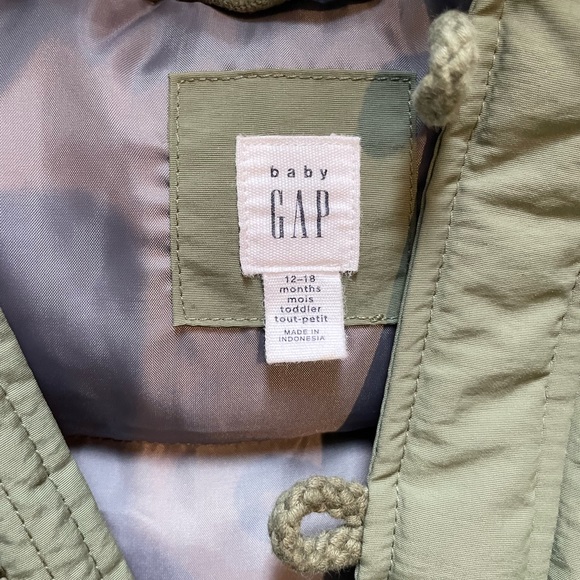 baby
GAP
12-18
months
mois
toddler
tout-petit
MADE IN
INDONESIA